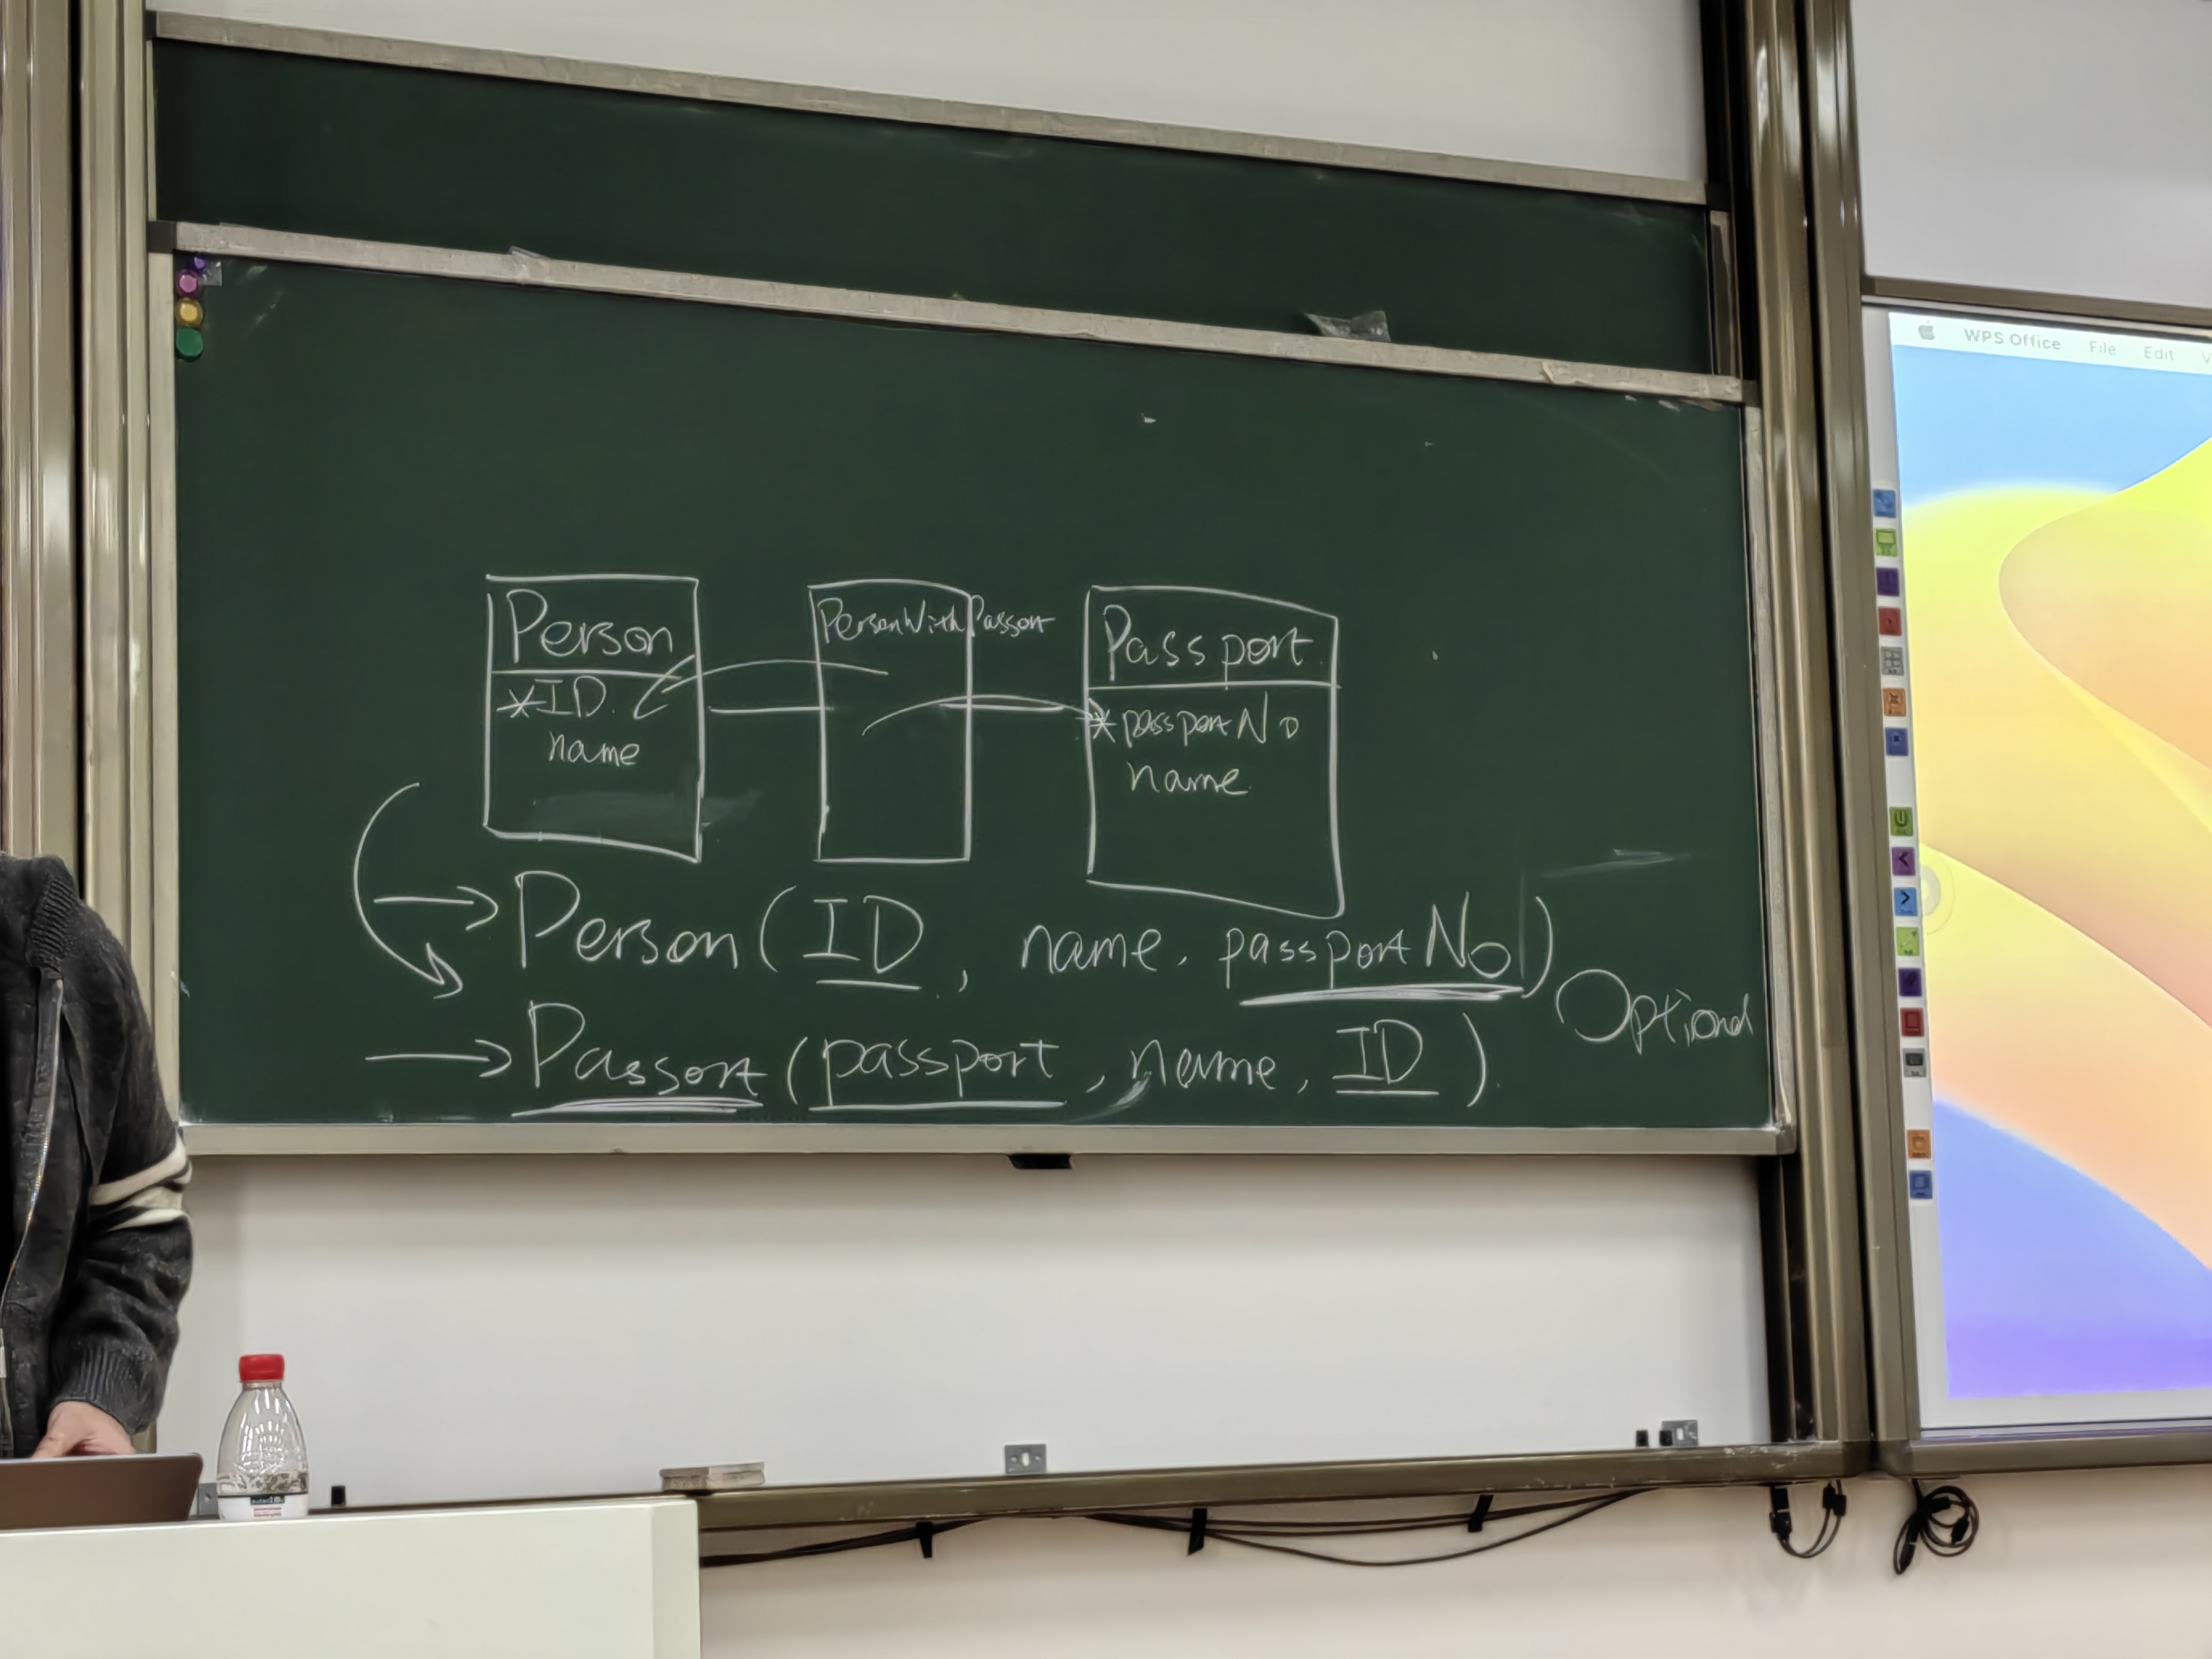 WPS Office File Edit
Person
PersonWithPassort
Passport
*ID.
name
*passportNo
name
Person(ID, name, passportNo)
Optional
Passort(passport, name, ID)